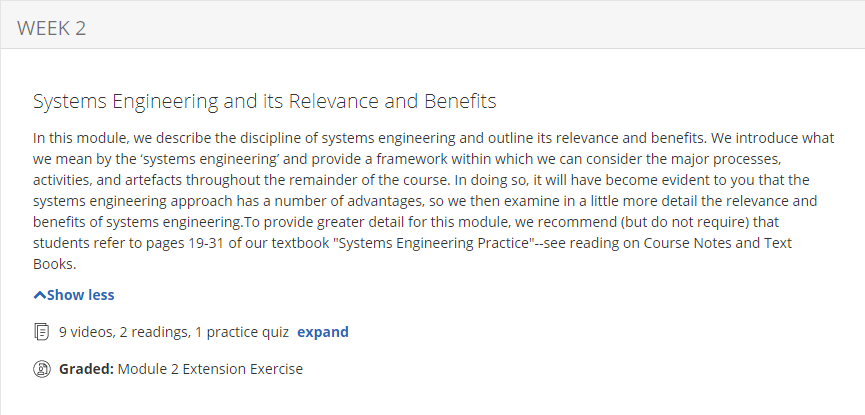 WEEK 2
Systems Engineering and its Relevance and Benefits
In this module, we describe the discipline of systems engineering and outline its relevance and benefits. We introduce what
we mean by the ‘systems engineering’ and provide a framework within which we can consider the major processes,
activities, and artefacts throughout the remainder of the course. In doing so, it will have become evident to you that the
systems engineering approach has a number of advantages, so we then examine in a little more detail the relevance and
benefits of systems engineering.To provide greater detail for this module, we recommend (but do not require) that
students refer to pages 19-31 of our textbook "Systems Engineering Practice"--see reading on Course Notes and Text
Books.
Show less
9 videos, 2 readings, 1 practice quiz expand
Graded: Module 2 Extension Exercise